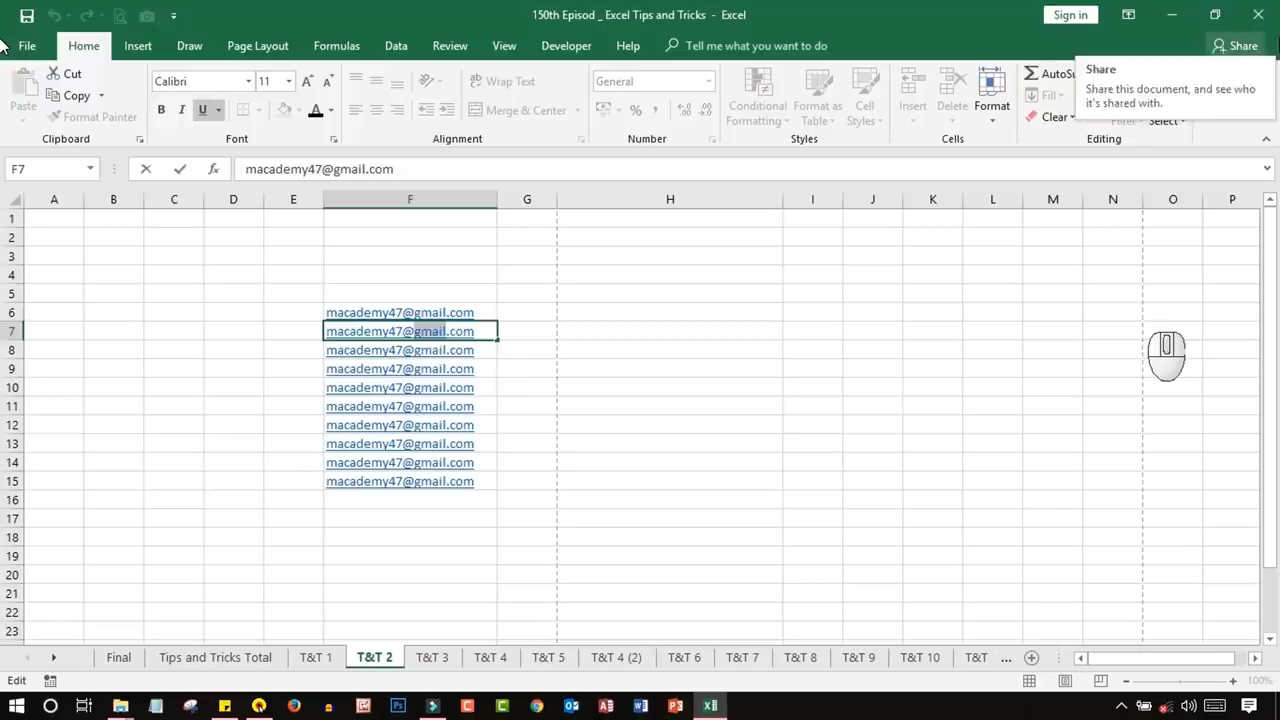 150th Episod _ Excel Tips and Tricks - Excel
Sign in
File Home Insert Draw Page Layout Formulas Data Review View Developer Help Tell me what you want to do Share
Cut
Copy
Format Painter
Paste
Clipboard
Calibri 11
B I U
Font
Wrap Text
Merge & Center
Alignment
General
%
Number
Conditional Formatting
Format as Table
Cell Styles
Styles
Insert Delete Format
Cells
Fill
Clear
Editing
Share
Share this document, and see who
it's shared with.
F7 fx macademy47@gmail.com
A B C D E F G H I J K L M N O P
1
2
3
4
5
6 macademy47@gmail.com
7 macademy47@gmail.com
8 macademy47@gmail.com
9 macademy47@gmail.com
10 macademy47@gmail.com
11 macademy47@gmail.com
12 macademy47@gmail.com
13 macademy47@gmail.com
14 macademy47@gmail.com
15 macademy47@gmail.com
16
17
18
19
20
21
22
23
Final Tips and Tricks Total T&T 1 T&T 2 T&T 3 T&T 4 T&T 5 T&T 4 (2) T&T 6 T&T 7 T&T 8 T&T 9 T&T 10 T&T ...
Edit
100%